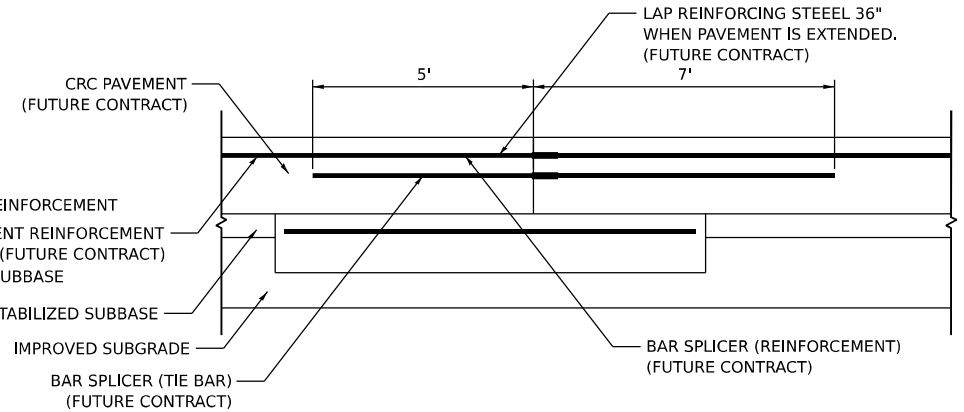 LAP REINFORCING STEEEL 36"
WHEN PAVEMENT IS EXTENDED.
(FUTURE CONTRACT)
5'
7'
CRC PAVEMENT
(FUTURE CONTRACT)
EINFORCEMENT
ENT REINFORCEMENT
(FUTURE CONTRACT)
UBBASE
TABILIZED SUBBASE
IMPROVED SUBGRADE
BAR SPLICER (TIE BAR)
(FUTURE CONTRACT)
BAR SPLICER (REINFORCEMENT)
(FUTURE CONTRACT)